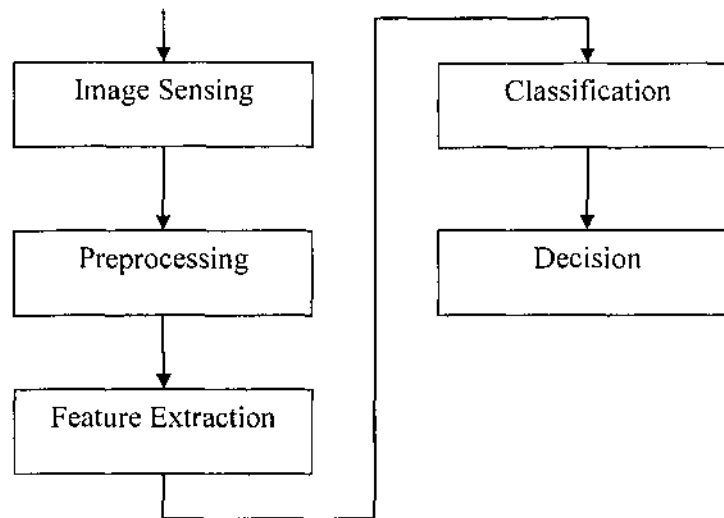 Image Sensing
Preprocessing
Feature Extraction
Classification
Decision